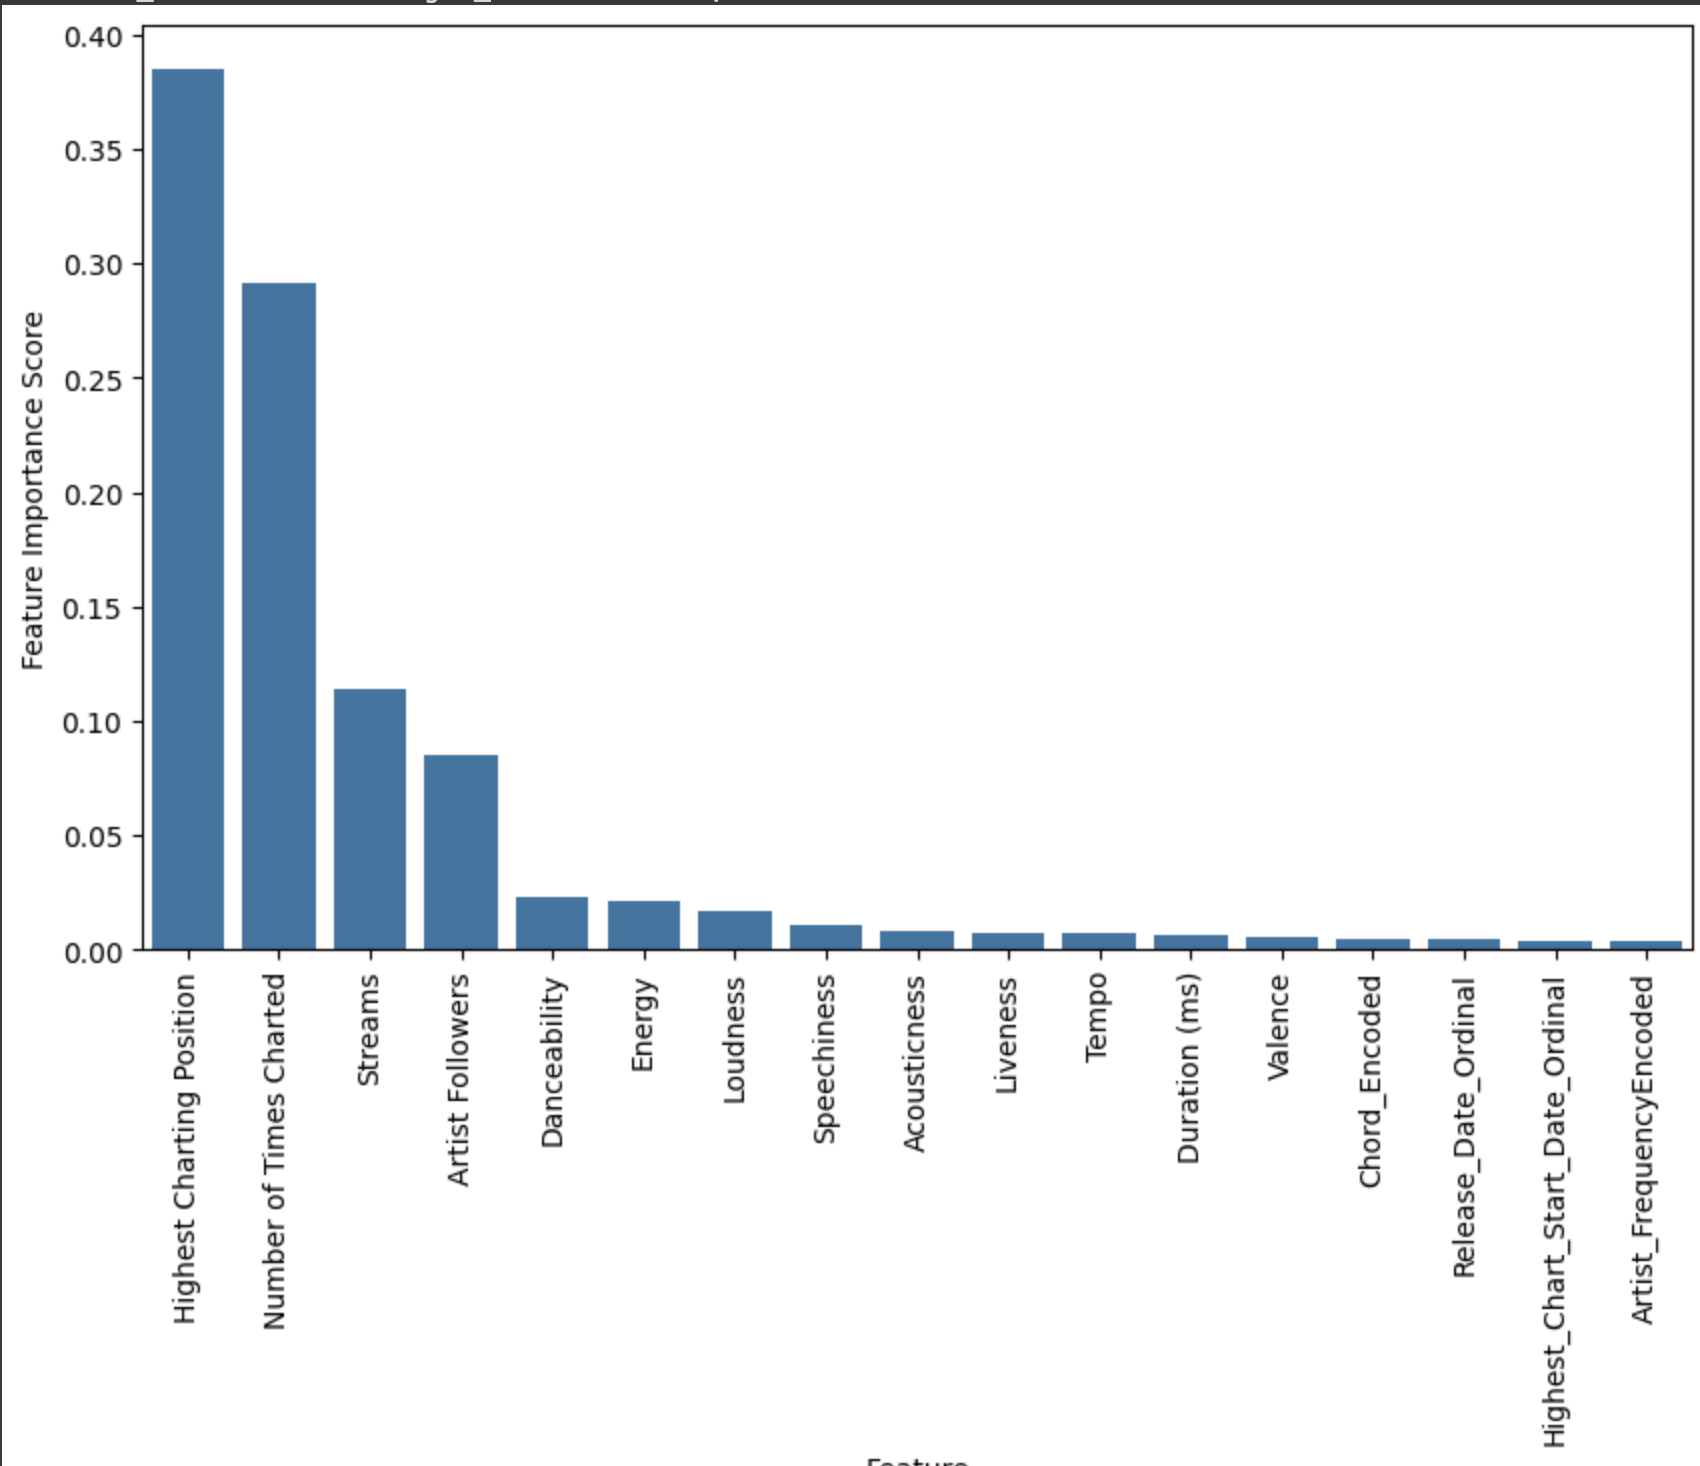 0.40
0.35
0.30
0.25
0.20
0.15
0.10
0.05
0.00
Feature Importance Score
Highest Charting Position
Number of Times Charted
Streams
Artist Followers
Danceability
Energy
Loudness
Speechiness
Acousticness
Liveness
Tempo
Duration (ms)
Valence
Chord_Encoded
Release_Date_Ordinal
Highest_Chart_Start_Date_Ordinal
Artist_FrequencyEncoded
Feature